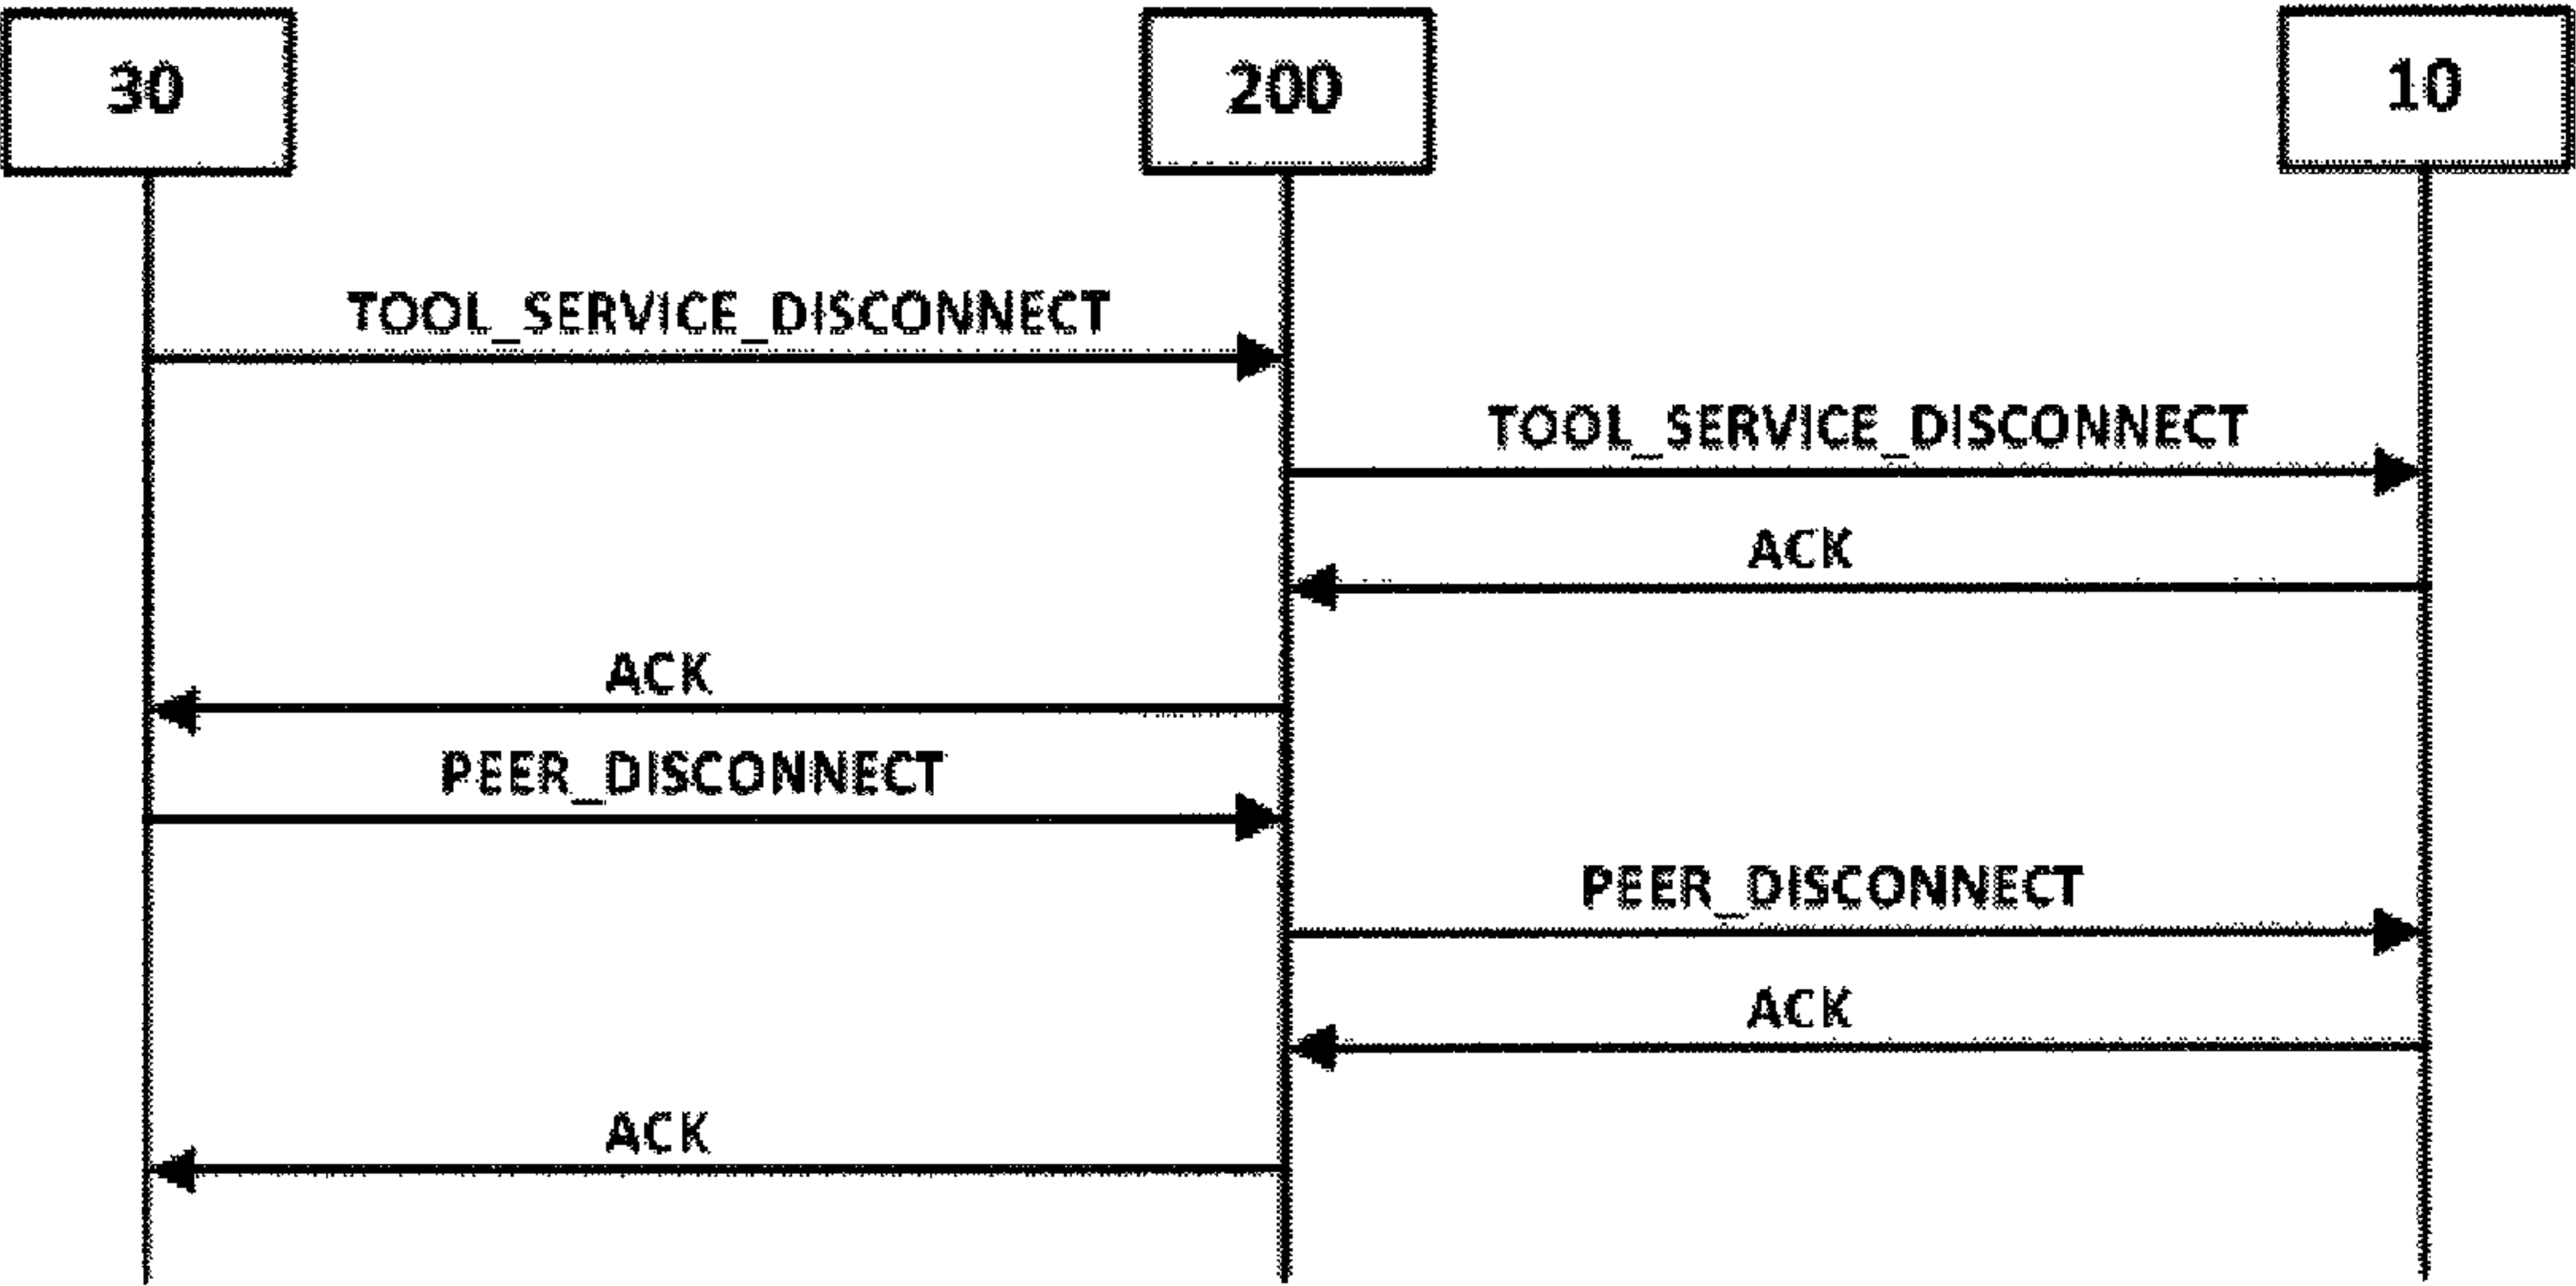 30
200
10
TOOL_SERVICE_DISCONNECT
TOOL_SERVICE_DISCONNECT
ACK
ACK
PEER_DISCONNECT
PEER_DISCONNECT
ACK
ACK